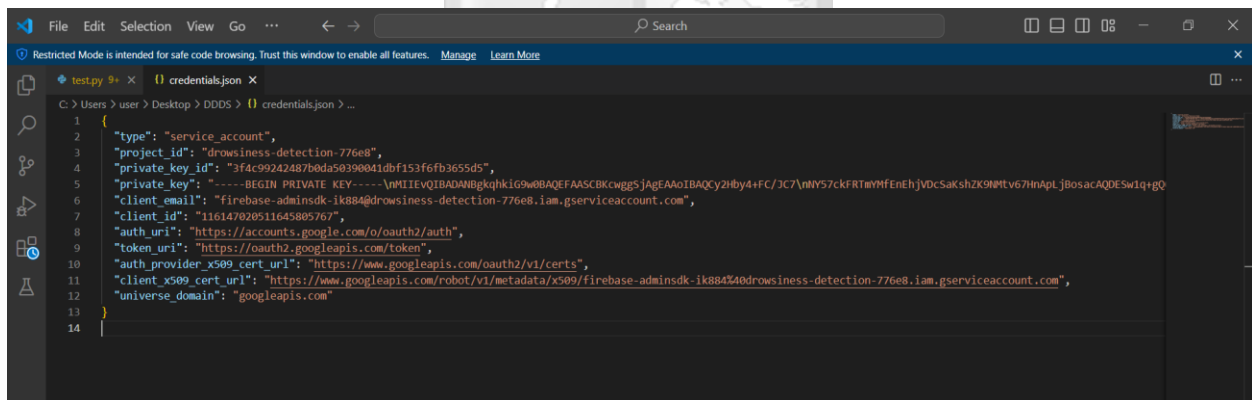 File Edit Selection View Go ··· Search
Restricted Mode is intended for safe code browsing. Trust this window to enable all features. Manage Learn More
test.py 9+ {} credentials.json
C: > Users > user > Desktop > DDDS > {} credentials.json > ...
1 {
2 "type": "service_account",
3 "project_id": "drowsiness-detection-776e8",
4 "private_key_id": "3f4c99242487b0da50390041dbf153f6fb3655d5",
5 "private_key": "-----BEGIN PRIVATE KEY-----
6 "client_email": "firebase-adminsdk-ik884@drowsiness-detection-776e8.iam.gserviceaccount.com",
7 "client_id": "116147020511645805767",
8 "auth_uri": "https://accounts.google.com/o/oauth2/auth",
9 "token_uri": "https://oauth2.googleapis.com/token",
10 "auth_provider_x509_cert_url": "https://www.googleapis.com/oauth2/v1/certs",
11 "client_x509_cert_url": "https://www.googleapis.com/robot/v1/metadata/x509/firebase-adminsdk-ik884%40drowsiness-detection-776e8.iam.gserviceaccount.com",
12 "universe_domain": "googleapis.com"
13 }
14